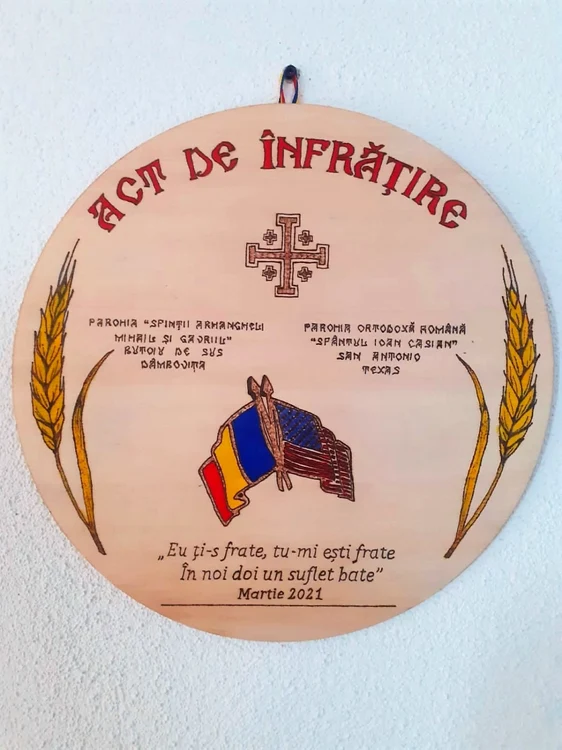 ACT DE ÎNFRĂȚIRE
PAROHIA "SFINȚII ARHANGHELI
MIHAIL ȘI GAVRIIL"
BUTOIU DE SUS
DÂMBOVIȚA
PAROHIA ORTODOXĂ ROMÂNĂ
"SFÂNTUL IOAN CASIAN"
SAN ANTONIO
TEXAS
„Eu ți-s frate, tu-mi ești frate
În noi doi un suflet bate”
Martie 2021